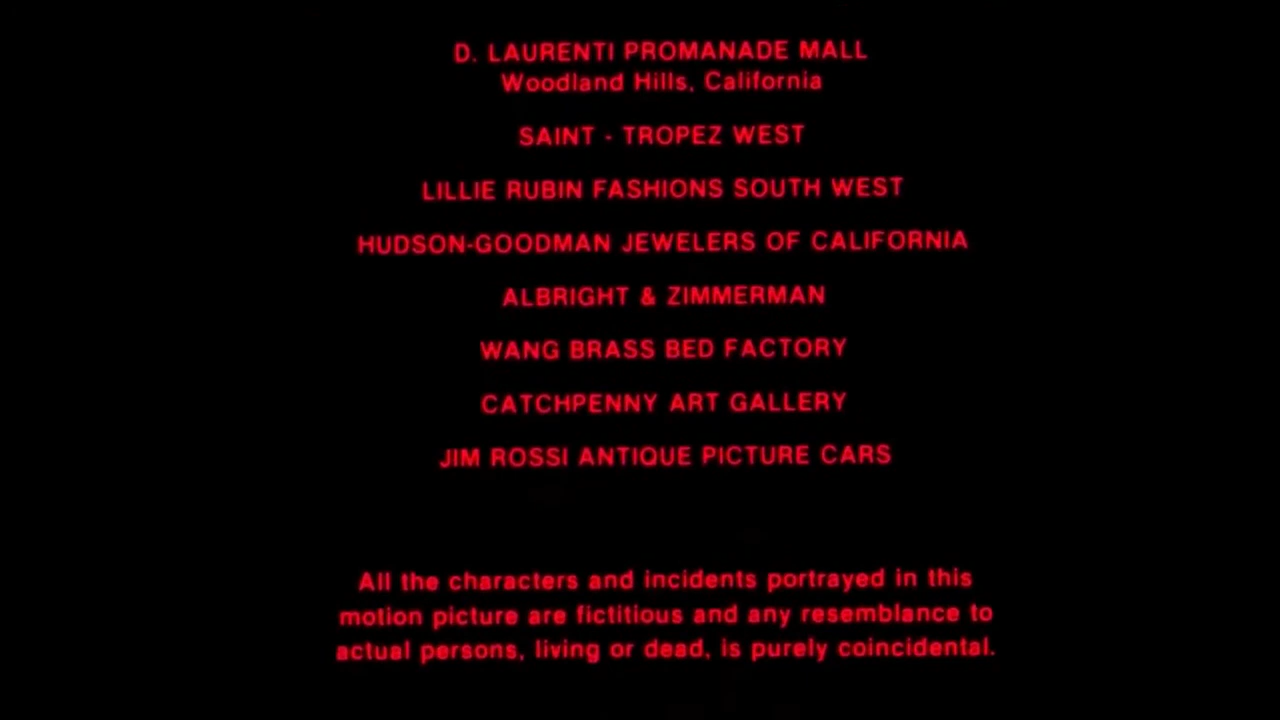 D. LAURENTI PROMANADE MALL
Woodland Hills, California
SAINT - TROPEZ WEST
LILLIE RUBIN FASHIONS SOUTH WEST
HUDSON-GOODMAN JEWELERS OF CALIFORNIA
ALBRIGHT & ZIMMERMAN
WANG BRASS BED FACTORY
CATCHPENNY ART GALLERY
JIM ROSSI ANTIQUE PICTURE CARS
All the characters and incidents portrayed in this
motion picture are fictitious and any resemblance to
actual persons, living or dead, is purely coincidental.